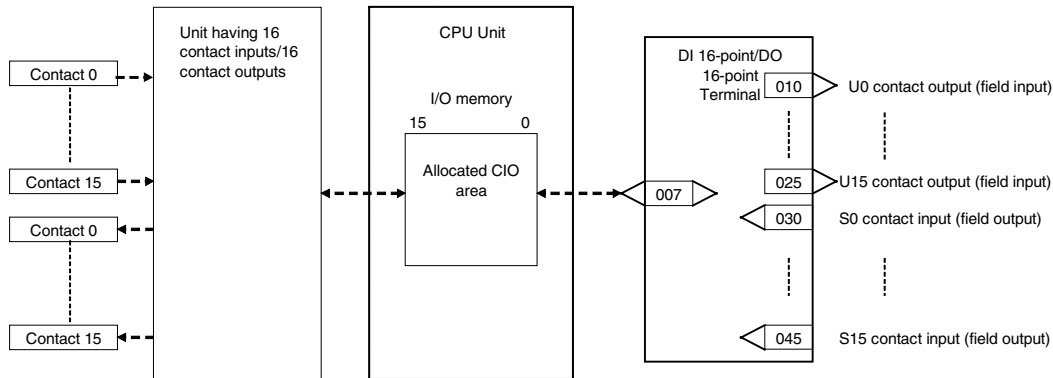 Unit having 16
contact inputs/16
contact outputs
Contact 0
Contact 15
Contact 0
Contact 15
CPU Unit
I/O memory
15 0
Allocated CIO
area
DI 16-point/DO
16-point
Terminal
007
010
U0 contact output (field input)
025
U15 contact output (field input)
030
S0 contact input (field output)
045
S15 contact input (field output)